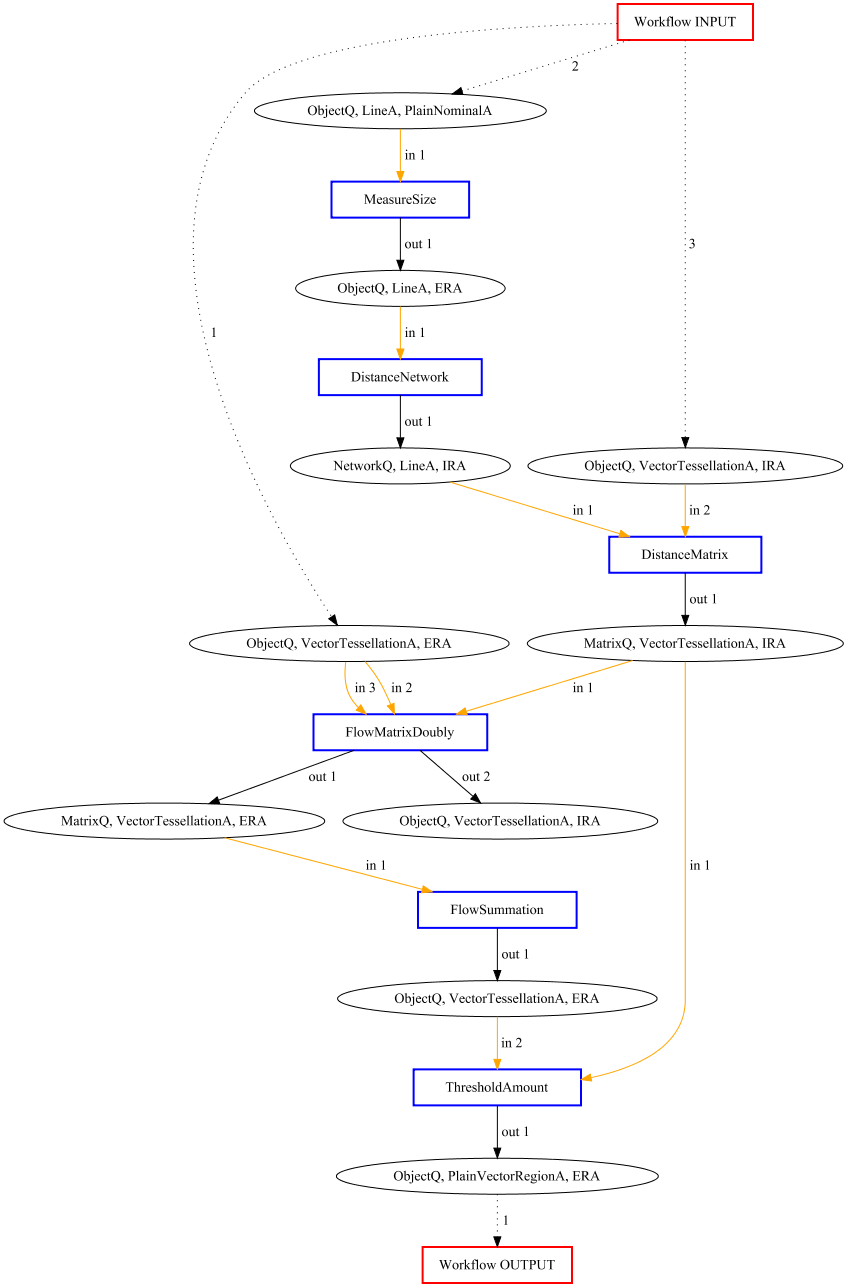 Workflow INPUT
2
ObjectQ, LineA, PlainNominalA
in 1
MeasureSize
out 1
3
ObjectQ, LineA, ERA
1
in 1
DistanceNetwork
out 1
NetworkQ, LineA, IRA
ObjectQ, VectorTessellationA, IRA
in 1
in 2
DistanceMatrix
out 1
ObjectQ, VectorTessellationA, ERA
MatrixQ, VectorTessellationA, IRA
in 3
in 2
in 1
FlowMatrixDoubly
out 1
out 2
MatrixQ, VectorTessellationA, ERA
ObjectQ, VectorTessellationA, IRA
in 1
in 1
FlowSummation
out 1
ObjectQ, VectorTessellationA, ERA
in 2
ThresholdAmount
out 1
ObjectQ, PlainVectorRegionA, ERA
1
Workflow OUTPUT